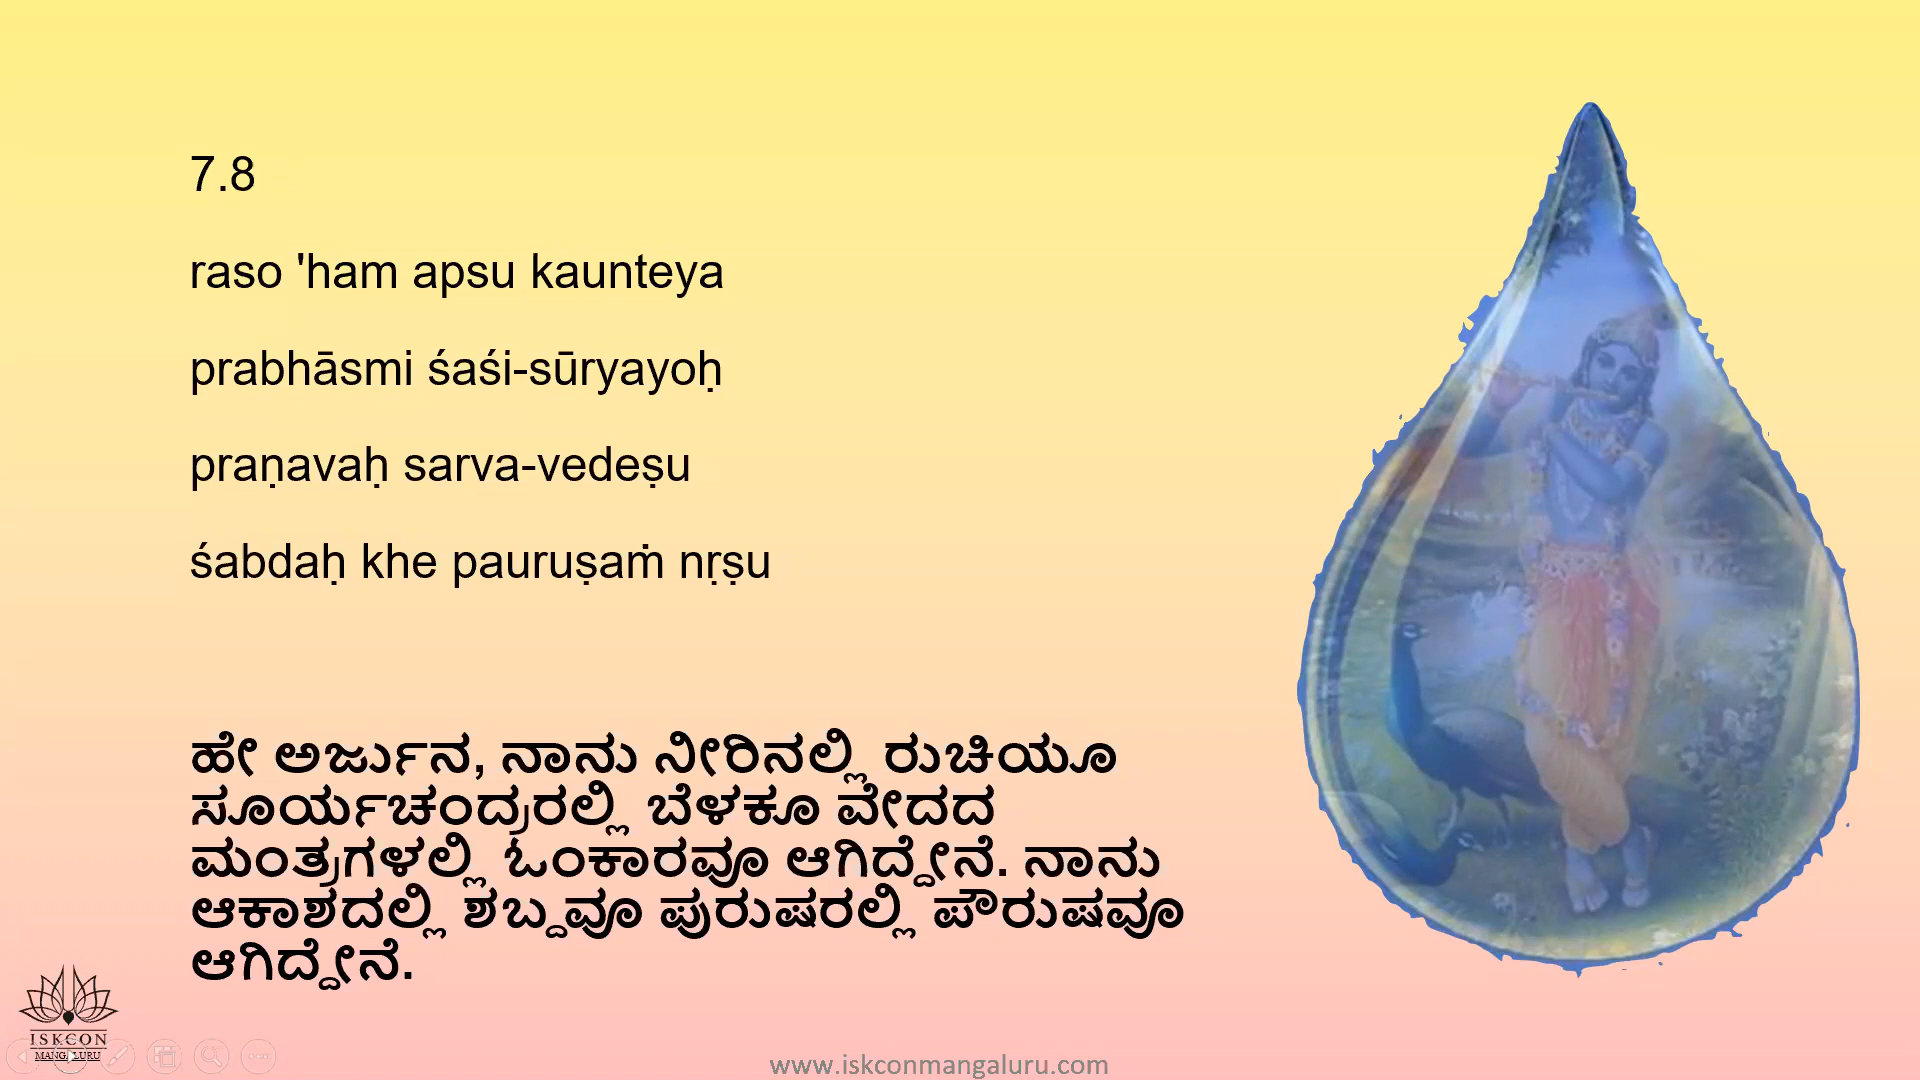 7.8
raso 'ham apsu kaunteya
prabhāsmi śaśi-sūryayoḥ
praṇavaḥ sarva-vedeṣu
śabdaḥ khe pauruṣaṁ nṛṣu
ಹೇ ಅರ್ಜುನ, ನಾನು ನೀರಿನಲ್ಲಿ ರುಚಿಯೂ
ಸೂರ್ಯಚಂದ್ರರಲ್ಲಿ ಬೆಳಕೂ ವೇದದ
ಮಂತ್ರಗಳಲ್ಲಿ ಓಂಕಾರವೂ ಆಗಿದ್ದೇನೆ. ನಾನು
ಆಕಾಶದಲ್ಲಿ ಶಬ್ದವೂ ಪುರುಷರಲ್ಲಿ ಪೌರುಷವೂ
ಆಗಿದ್ದೇನೆ.
ISKCON
MANGALURU
www.iskconmangaluru.com